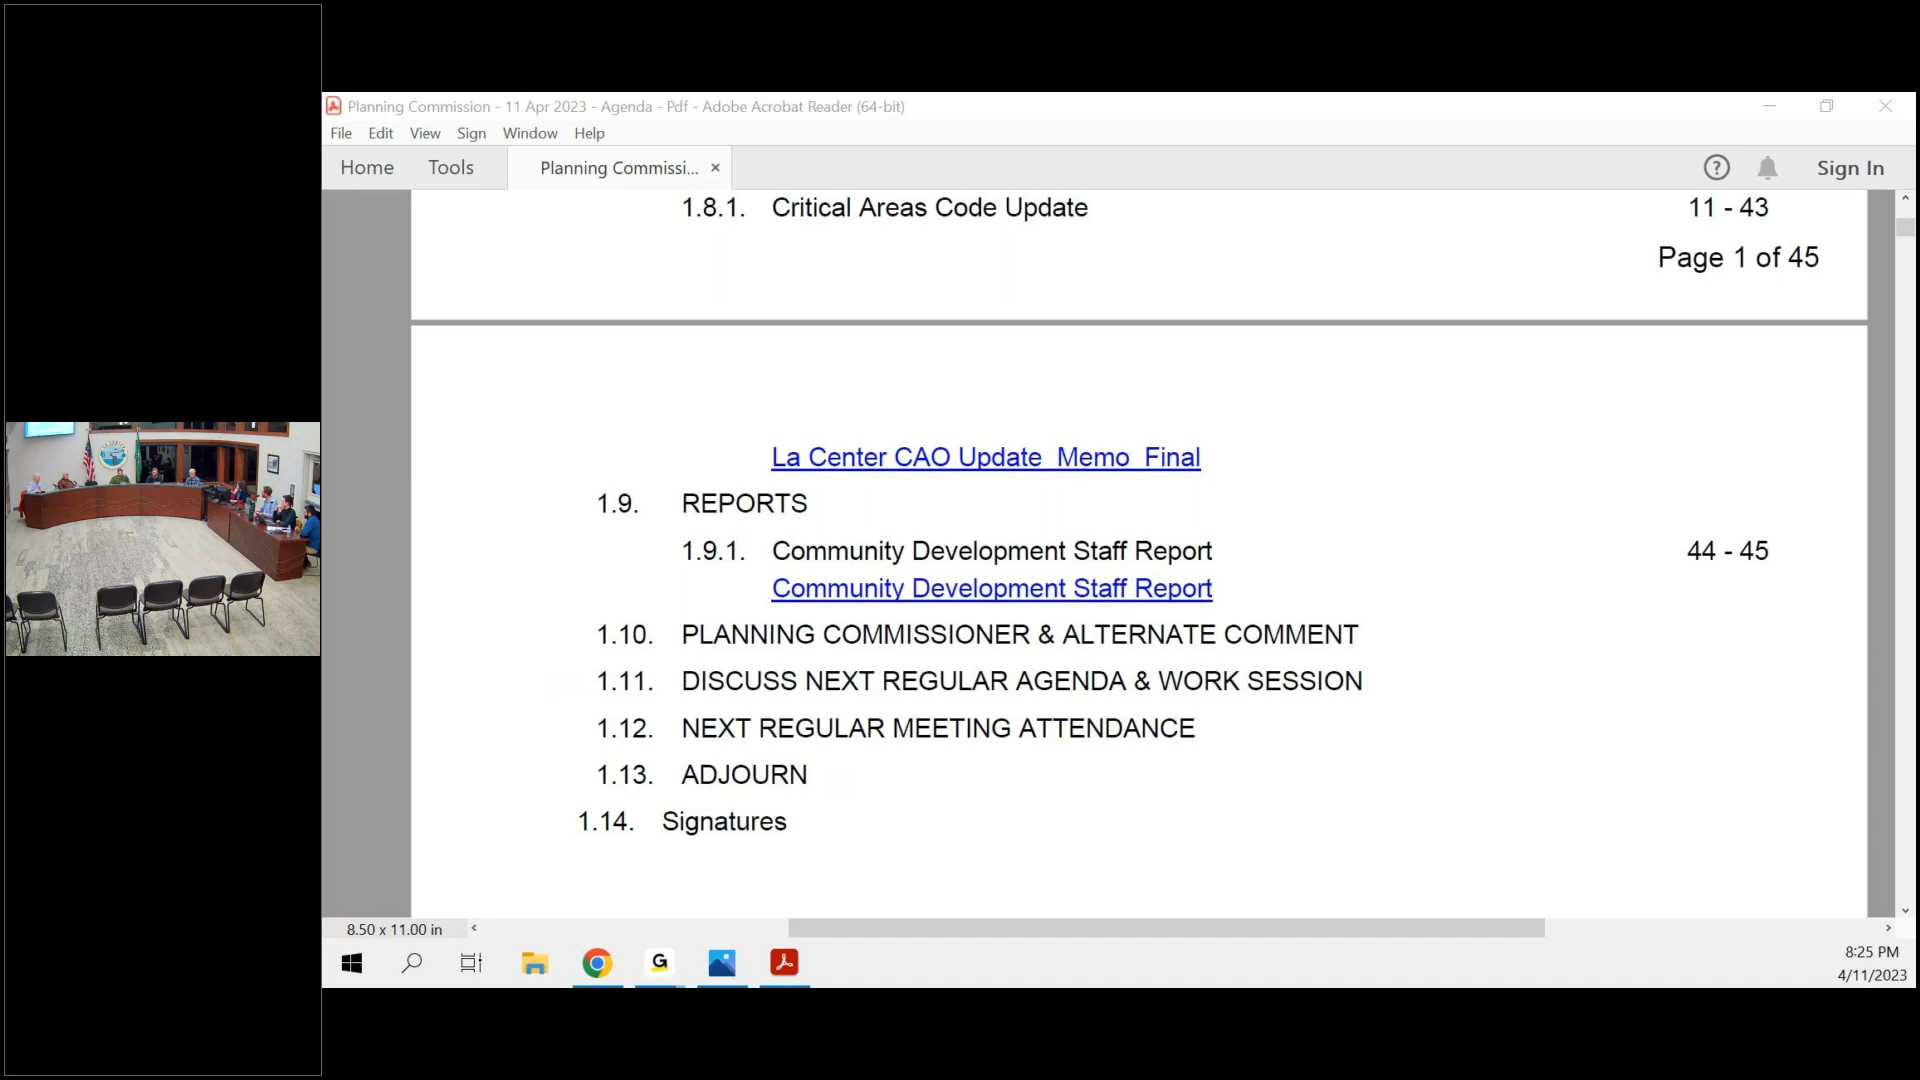 Planning Commission - 11 Apr 2023 - Agenda - Pdf - Adobe Acrobat Reader (64-bit)
File Edit View Sign Window Help
Home Tools Planning Commissi... × Sign In
1.8.1. Critical Areas Code Update 11 - 43
Page 1 of 45
La Center CAO Update  Memo  Final
1.9. REPORTS
1.9.1. Community Development Staff Report 44 - 45
Community Development Staff Report
1.10. PLANNING COMMISSIONER & ALTERNATE COMMENT
1.11. DISCUSS NEXT REGULAR AGENDA & WORK SESSION
1.12. NEXT REGULAR MEETING ATTENDANCE
1.13. ADJOURN
1.14. Signatures
8.50 x 11.00 in
G
8:25 PM
4/11/2023